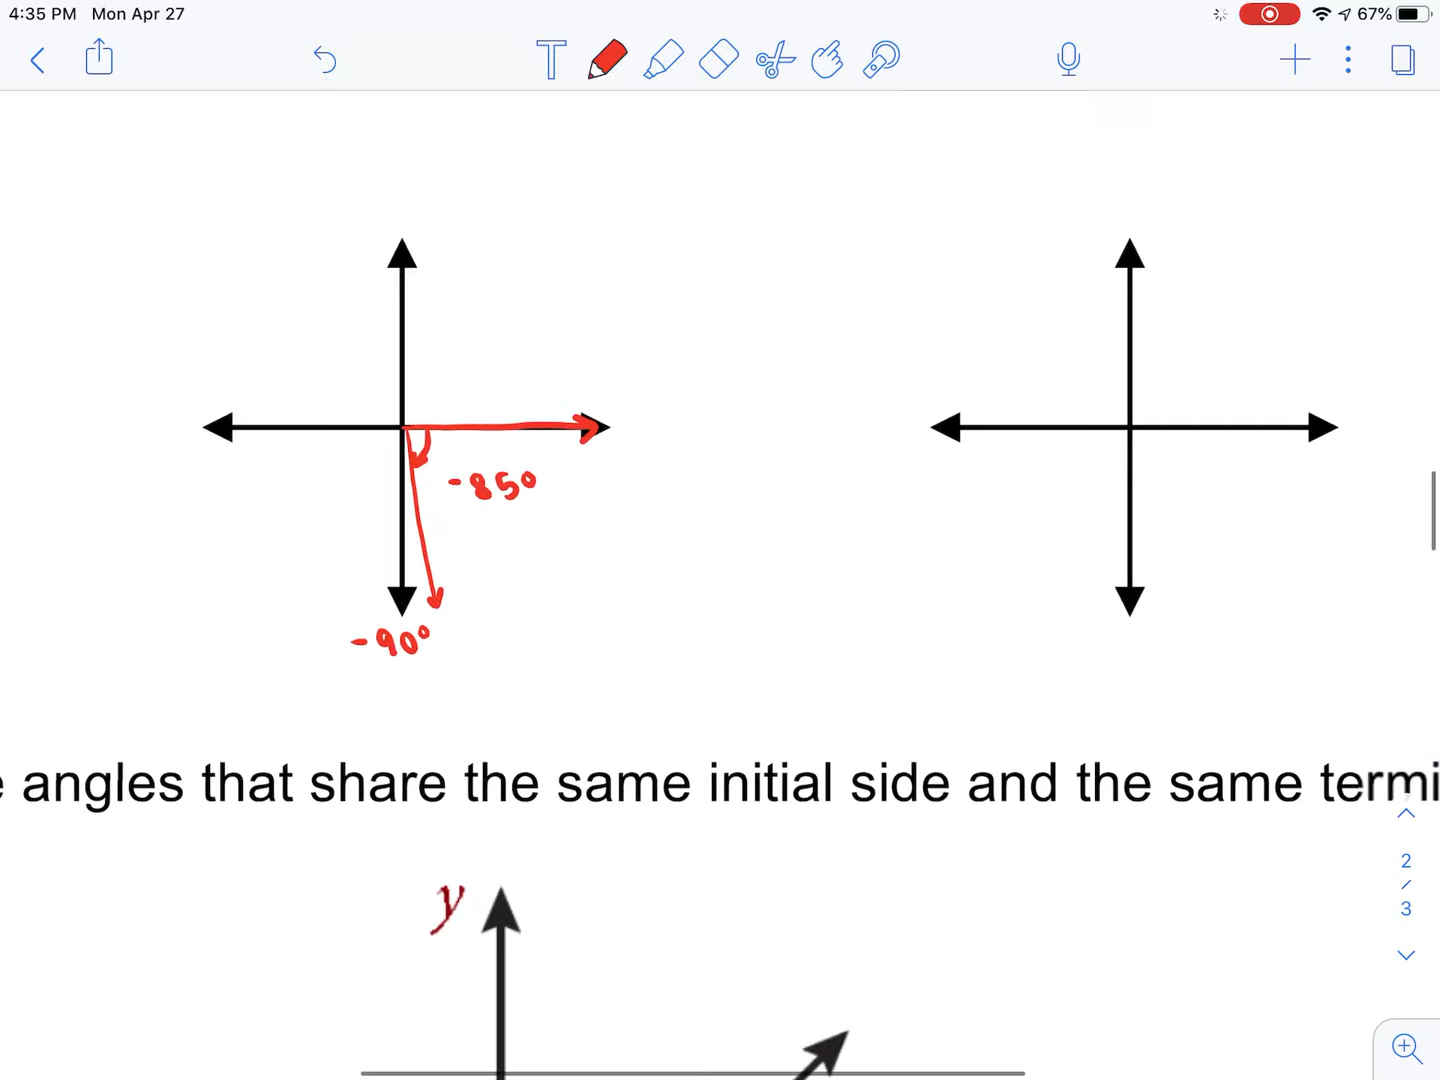 4:35 PM Mon Apr 27
67%
T
-85°
-90°
angles that share the same initial side and the same termi
y
2
/
3